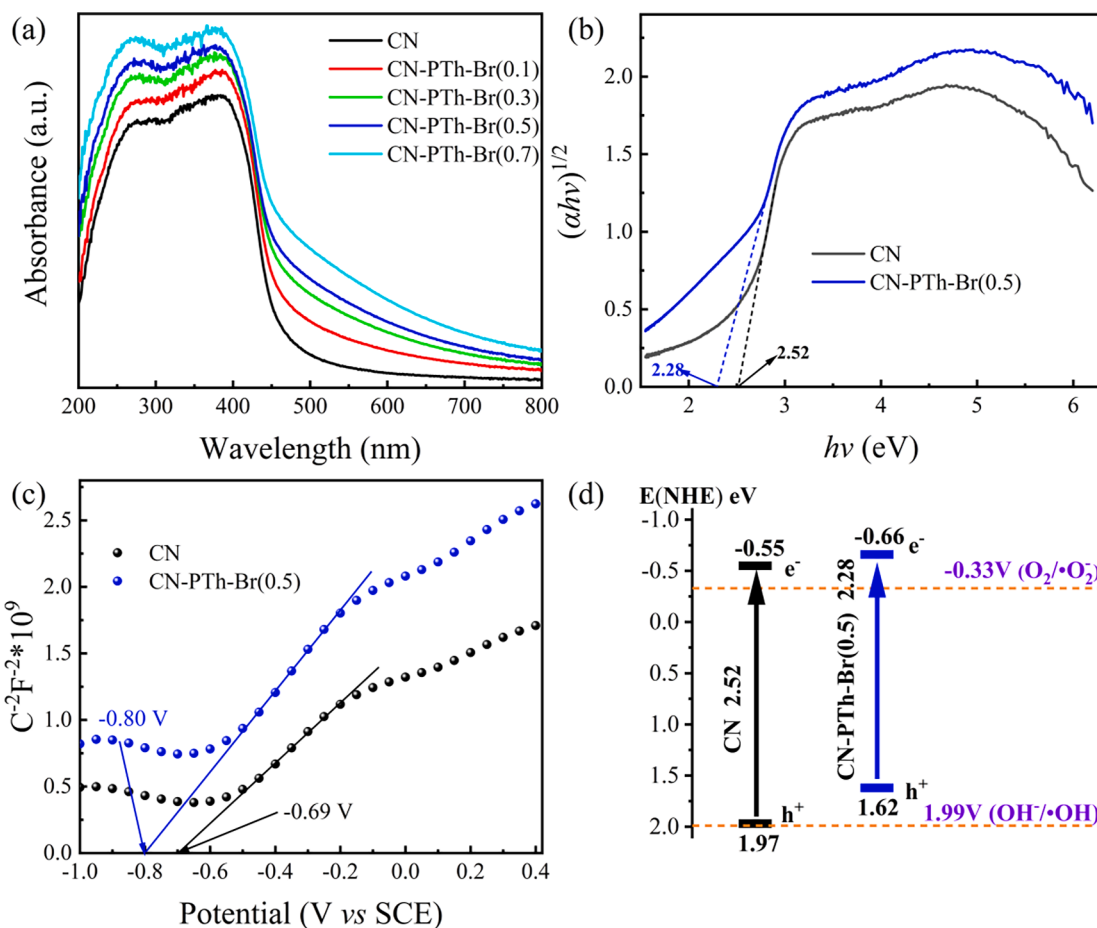 (a)
CN
CN-PTh-Br(0.1)
CN-PTh-Br(0.3)
CN-PTh-Br(0.5)
CN-PTh-Br(0.7)
Absorbance (a.u.)
200 300 400 500 600 700 800
Wavelength (nm)
(b)
(αhν)^1/2
2.0
1.5
1.0
0.5
0.0
CN
CN-PTh-Br(0.5)
2.28
2.52
2 3 4 5 6
hν (eV)
(c)
CN
CN-PTh-Br(0.5)
C⁻²F⁻²*10⁹
2.5
2.0
1.5
1.0
0.5
0.0
-0.80 V
-0.69 V
-1.0 -0.8 -0.6 -0.4 -0.2 0.0 0.2 0.4
Potential (V vs SCE)
(d)
E(NHE) eV
-1.0
-0.5
0.0
0.5
1.0
1.5
2.0
-0.55 e⁻
-0.66 e⁻
-0.33V (O₂/•O₂⁻)
CN 2.52
CN-PTh-Br(0.5) 2.28
h⁺
1.97
h⁺
1.62
1.99V (OH⁻/•OH)